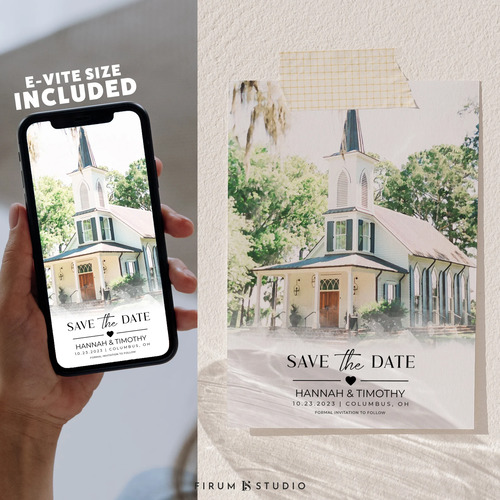 E-VITE SIZE
INCLUDED
SAVE the DATE
HANNAH & TIMOTHY
10.23.2023 | COLUMBUS, OH
FORMAL INVITATION TO FOLLOW
SAVE the DATE
HANNAH & TIMOTHY
10.23.2023 | COLUMBUS, OH
FORMAL INVITATION TO FOLLOW
FIRUM STUDIO